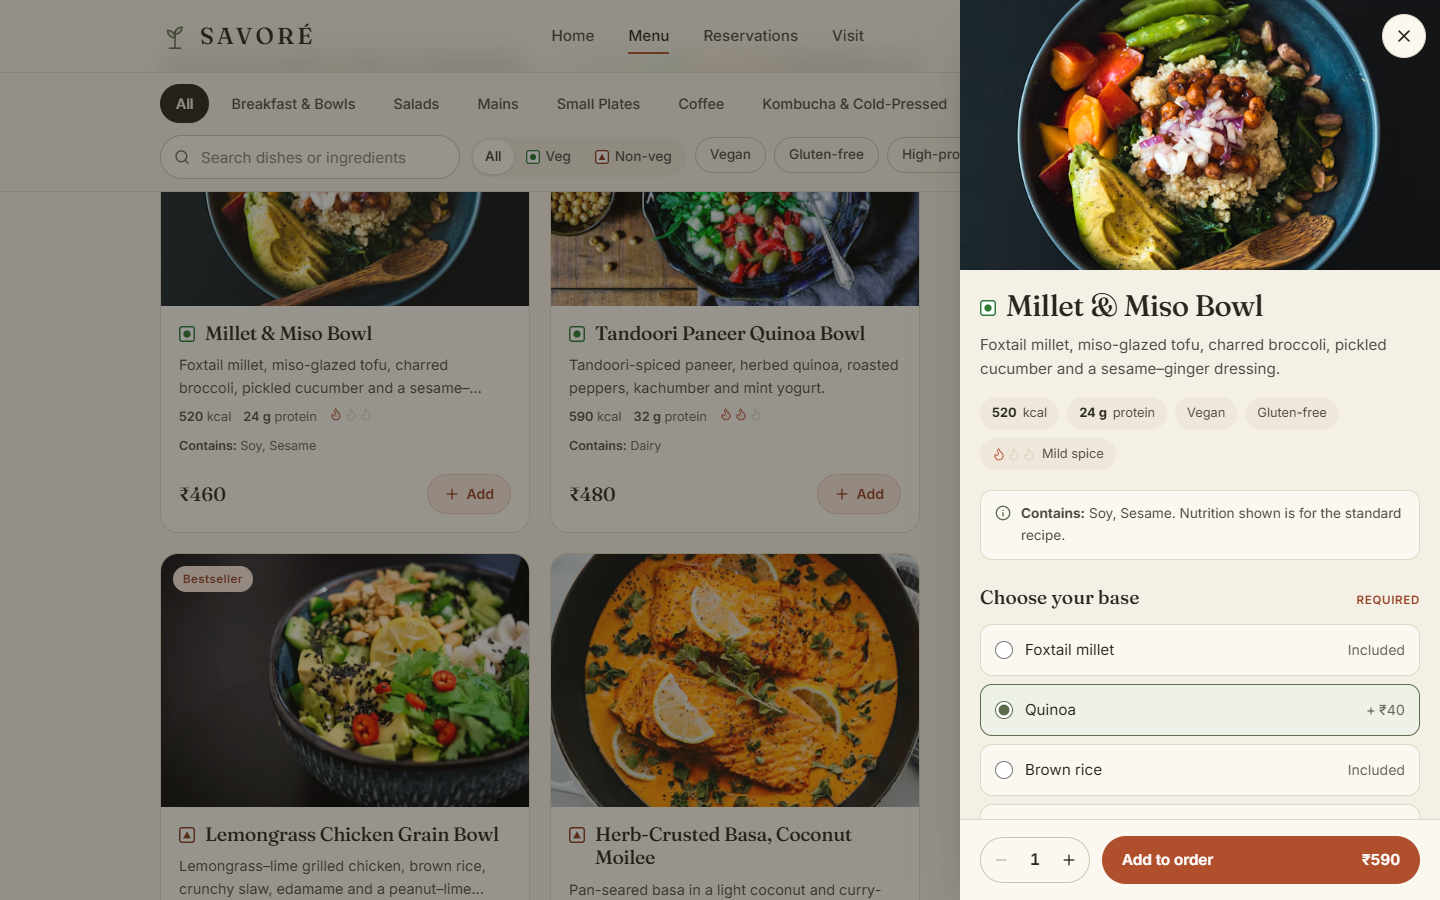 SAVORÉ
Home
Menu
Reservations
Visit
All
Breakfast & Bowls
Salads
Mains
Small Plates
Coffee
Kombucha & Cold-Pressed
Search dishes or ingredients
All
Veg
Non-veg
Vegan
Gluten-free
High-pro
Millet & Miso Bowl
Foxtail millet, miso-glazed tofu, charred
broccoli, pickled cucumber and a sesame–...
520 kcal 24 g protein
Contains: Soy, Sesame
₹460
+ Add
Tandoori Paneer Quinoa Bowl
Tandoori-spiced paneer, herbed quinoa, roasted
peppers, kachumber and mint yogurt.
590 kcal 32 g protein
Contains: Dairy
₹480
+ Add
Bestseller
Lemongrass Chicken Grain Bowl
Lemongrass–lime grilled chicken, brown rice,
crunchy slaw, edamame and a peanut–lime...
Herb-Crusted Basa, Coconut
Moilee
Pan-seared basa in a light coconut and curry-
Millet & Miso Bowl
Foxtail millet, miso-glazed tofu, charred broccoli, pickled
cucumber and a sesame–ginger dressing.
520 kcal
24 g protein
Vegan
Gluten-free
Mild spice
Contains: Soy, Sesame. Nutrition shown is for the standard
recipe.
Choose your base
REQUIRED
Foxtail millet
Included
Quinoa
+ ₹40
Brown rice
Included
− 1 +
Add to order
₹590